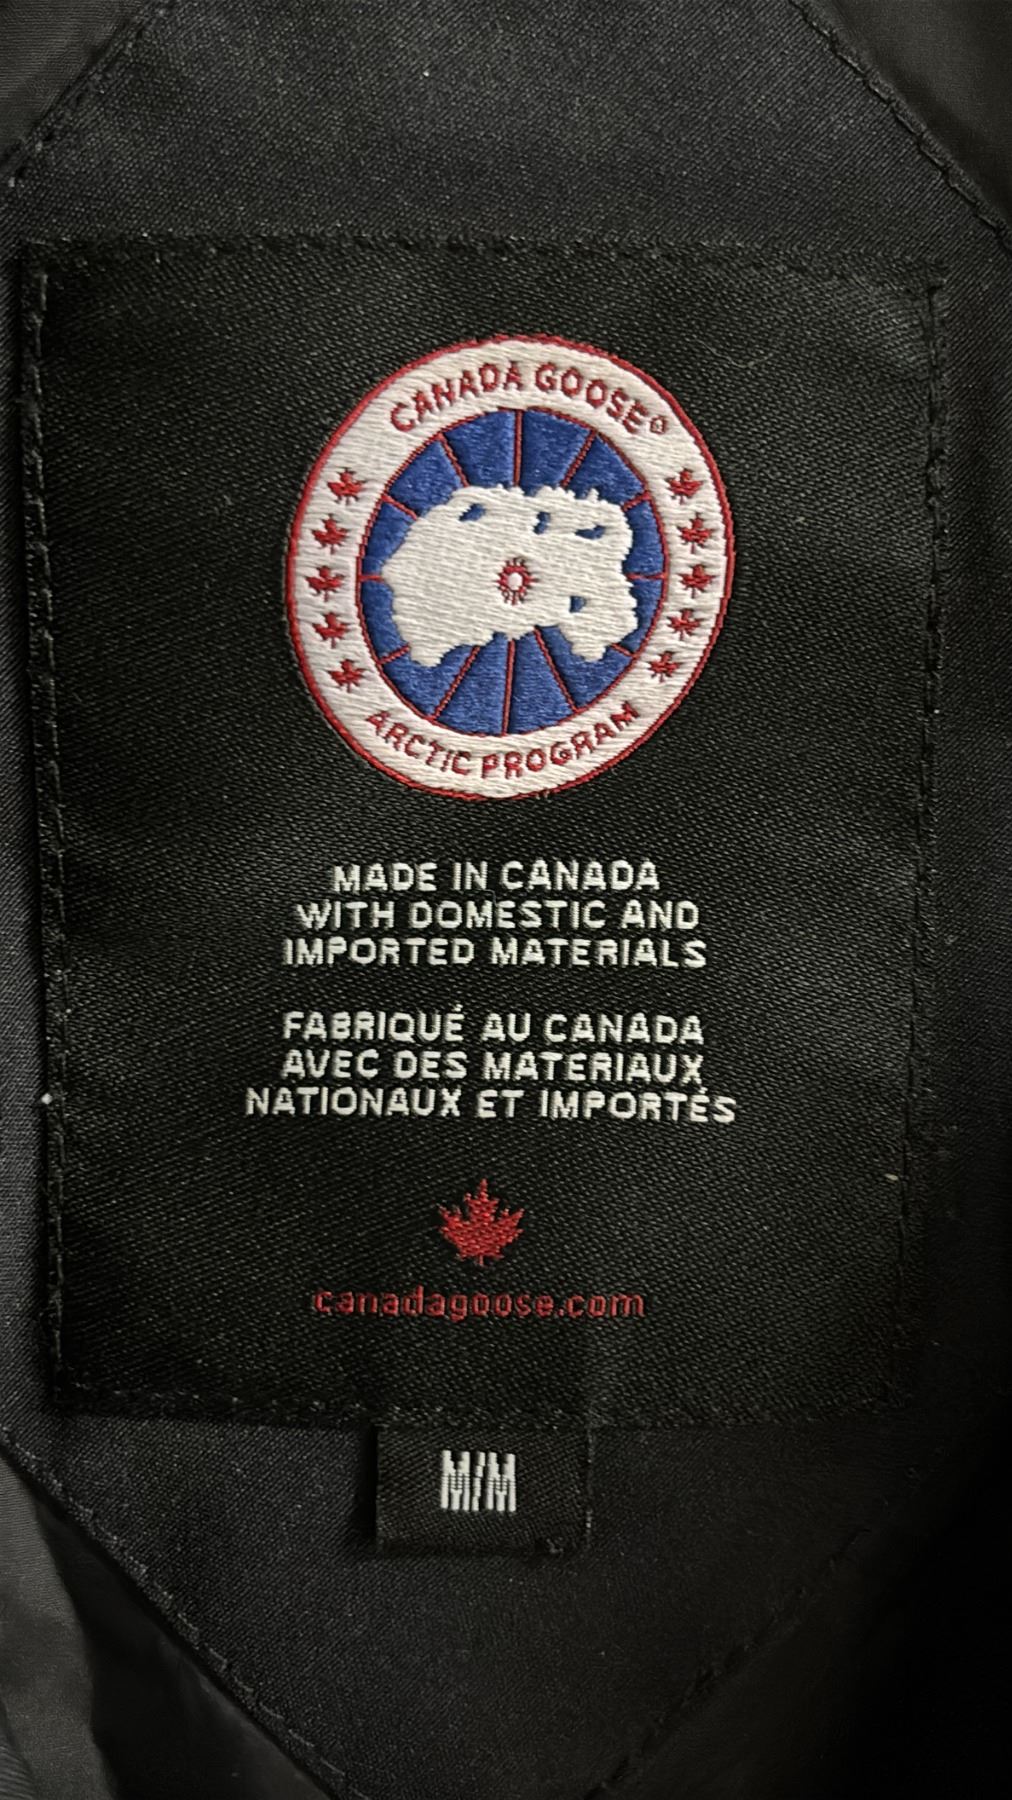 CANADA GOOSE®
ARCTIC PROGRAM
MADE IN CANADA
WITH DOMESTIC AND
IMPORTED MATERIALS
FABRIQUÉ AU CANADA
AVEC DES MATERIAUX
NATIONAUX ET IMPORTÉS
canadagoose.com
M/M